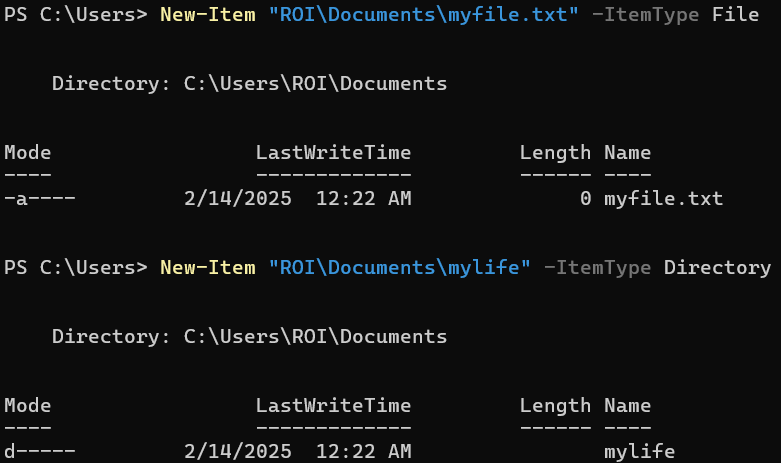 PS C:\Users> New-Item "ROI\Documents\myfile.txt" -ItemType File
Directory: C:\Users\ROI\Documents
Mode                 LastWriteTime         Length Name
----                 -------------         ------ ----
-a----         2/14/2025  12:22 AM              0 myfile.txt
PS C:\Users> New-Item "ROI\Documents\mylife" -ItemType Directory
Directory: C:\Users\ROI\Documents
Mode                 LastWriteTime         Length Name
----                 -------------         ------ ----
d-----         2/14/2025  12:22 AM                mylife